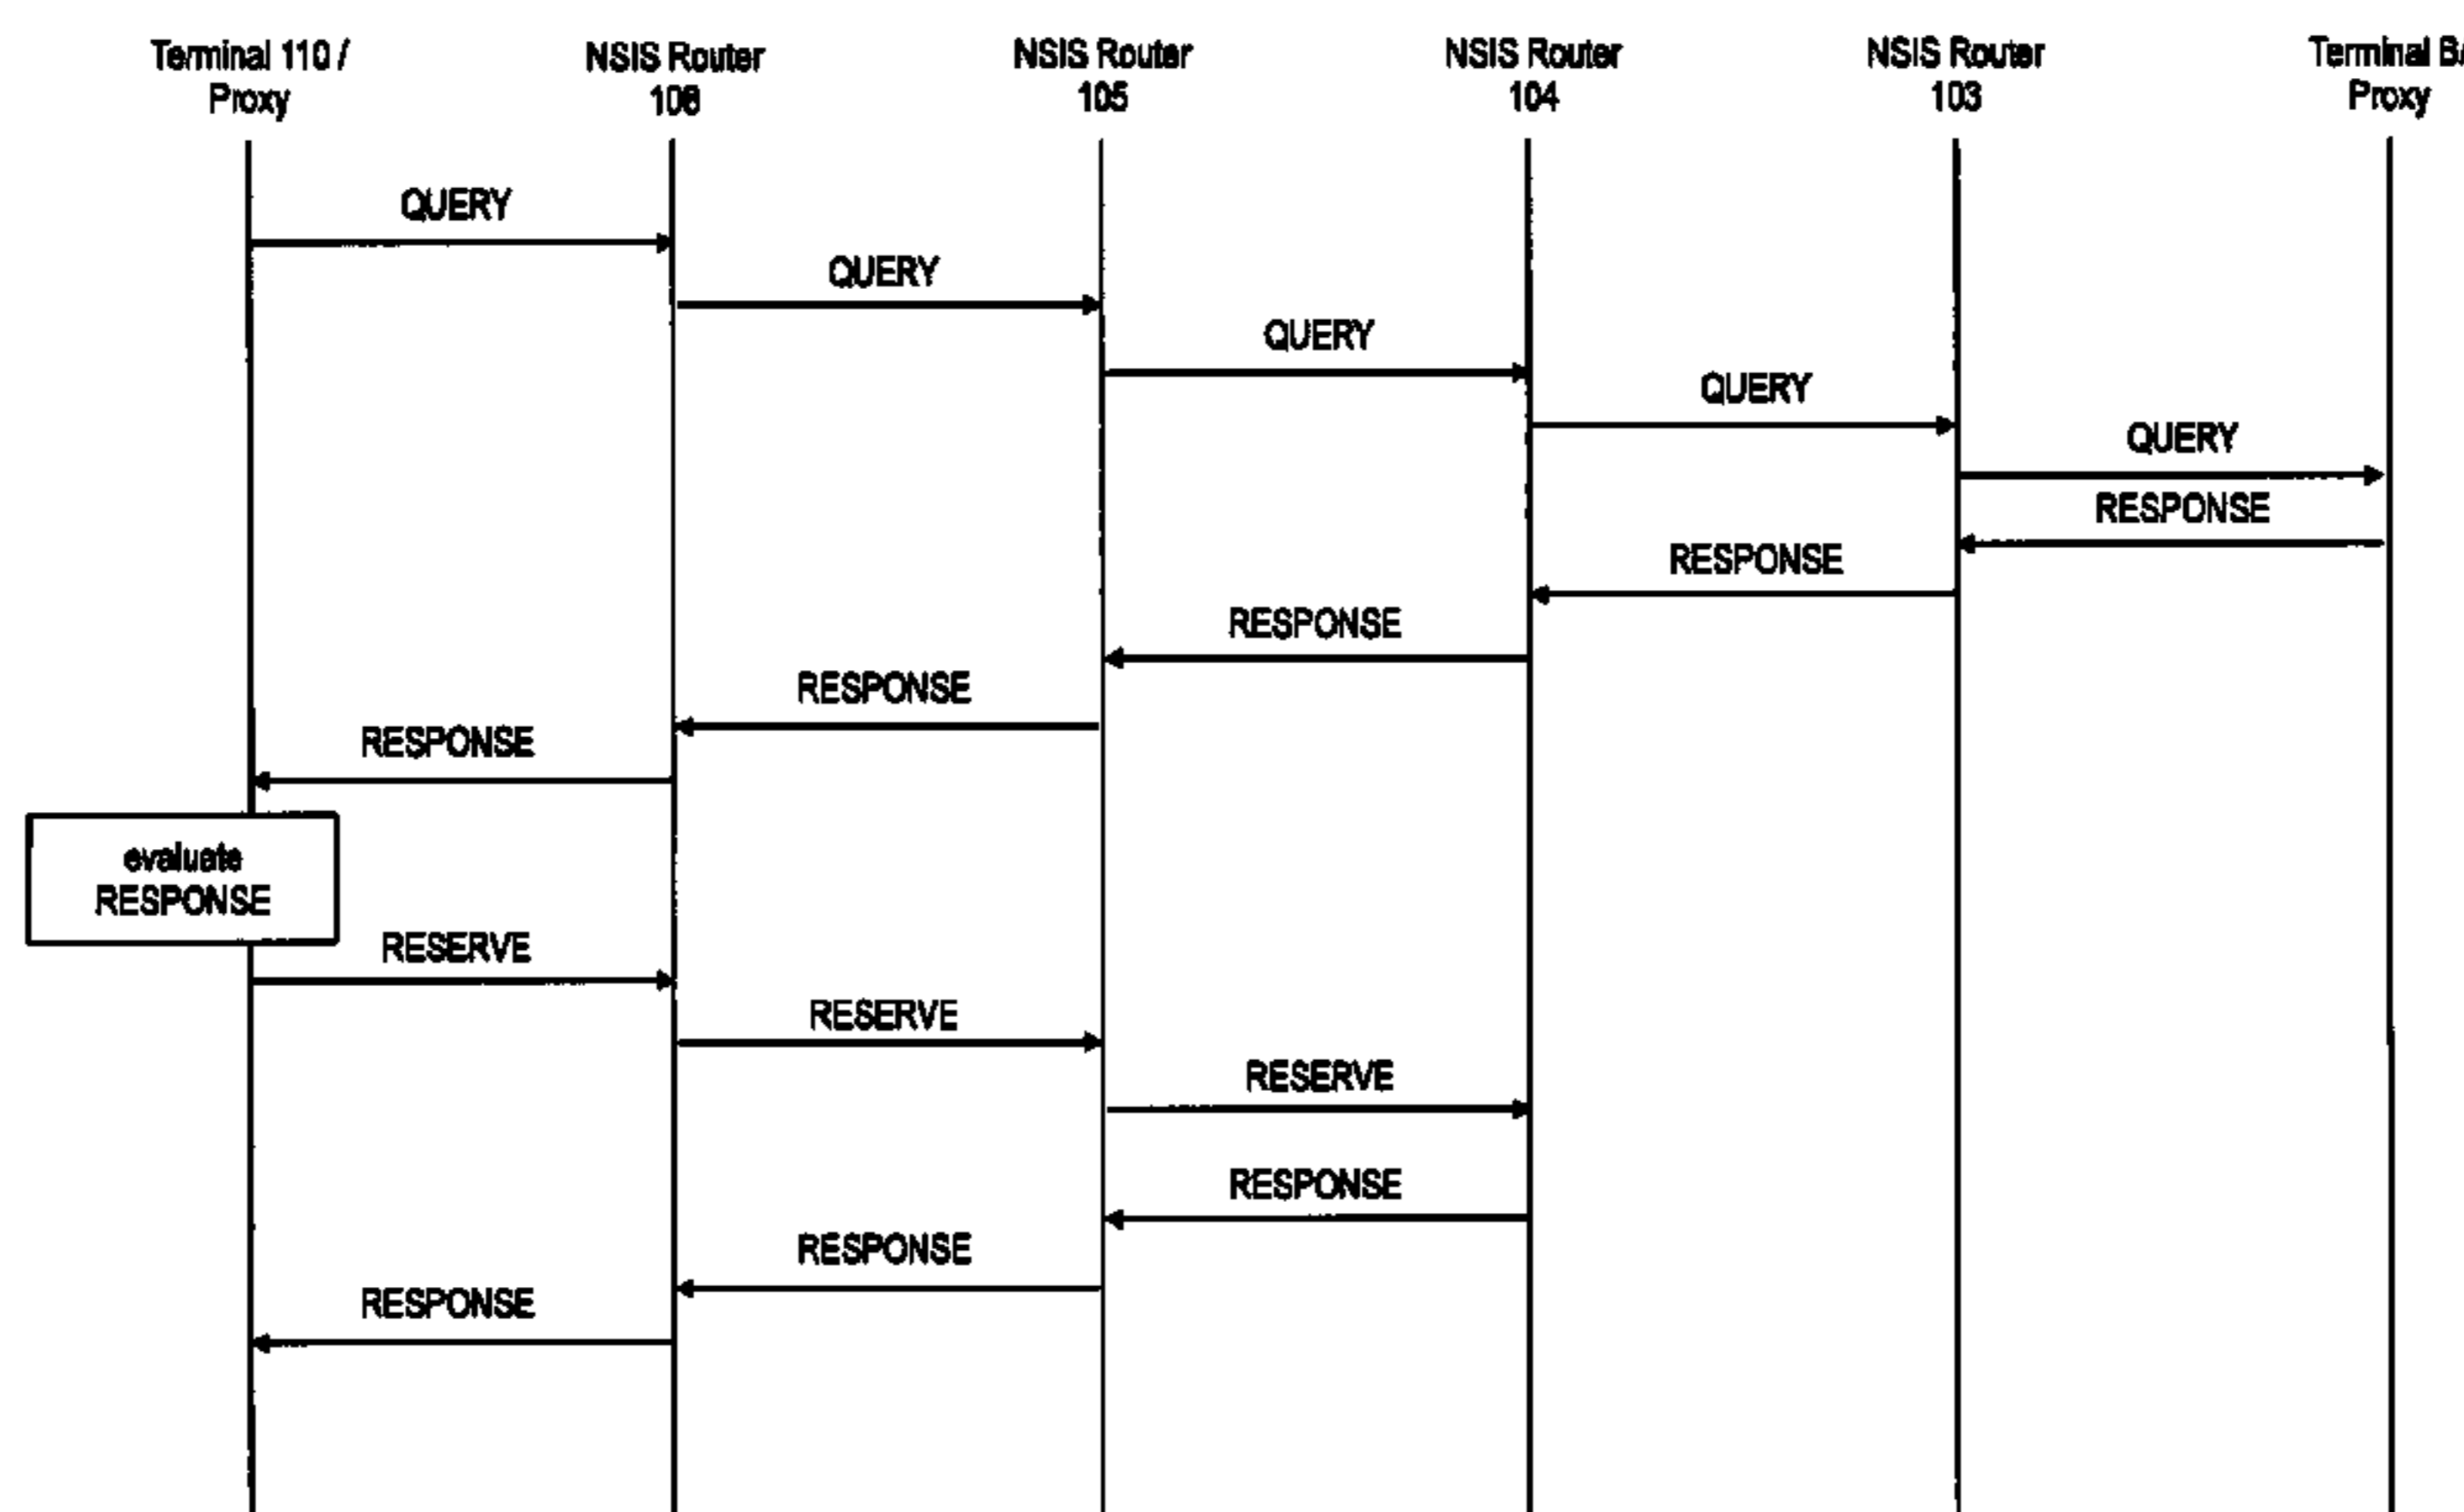 Terminal 110 /
Proxy
NSIS Router
106
NSIS Router
105
NSIS Router
104
NSIS Router
103
Terminal
Proxy
QUERY
QUERY
QUERY
QUERY
QUERY
RESPONSE
RESPONSE
RESPONSE
RESPONSE
RESPONSE
evaluate
RESPONSE
RESERVE
RESERVE
RESERVE
RESPONSE
RESPONSE
RESPONSE